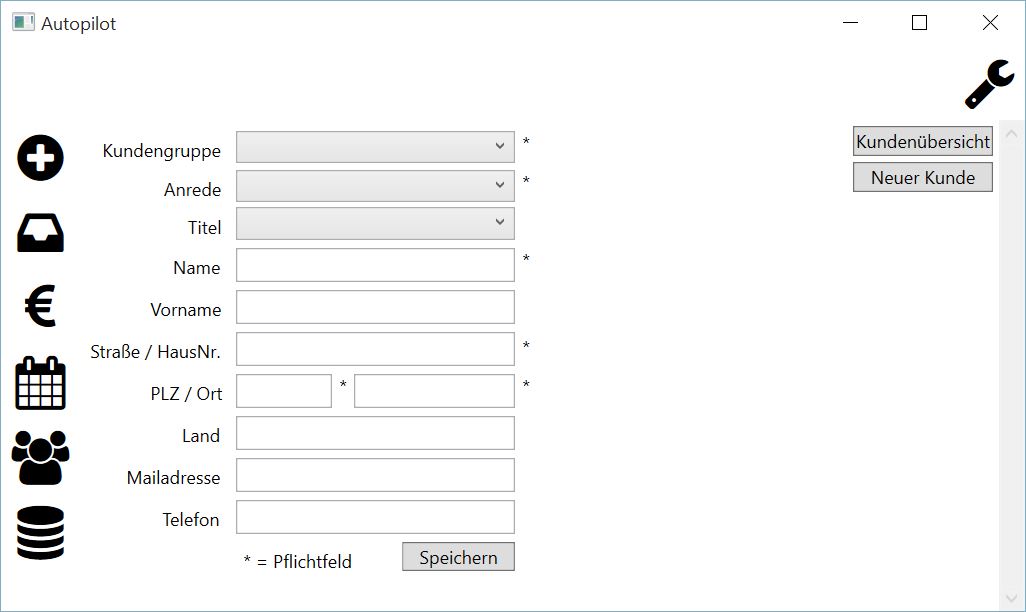 Autopilot
Kundengruppe *
Kundenübersicht
Anrede *
Neuer Kunde
Titel
Name *
Vorname
Straße / HausNr. *
PLZ / Ort * *
Land
Mailadresse
Telefon
* = Pflichtfeld
Speichern